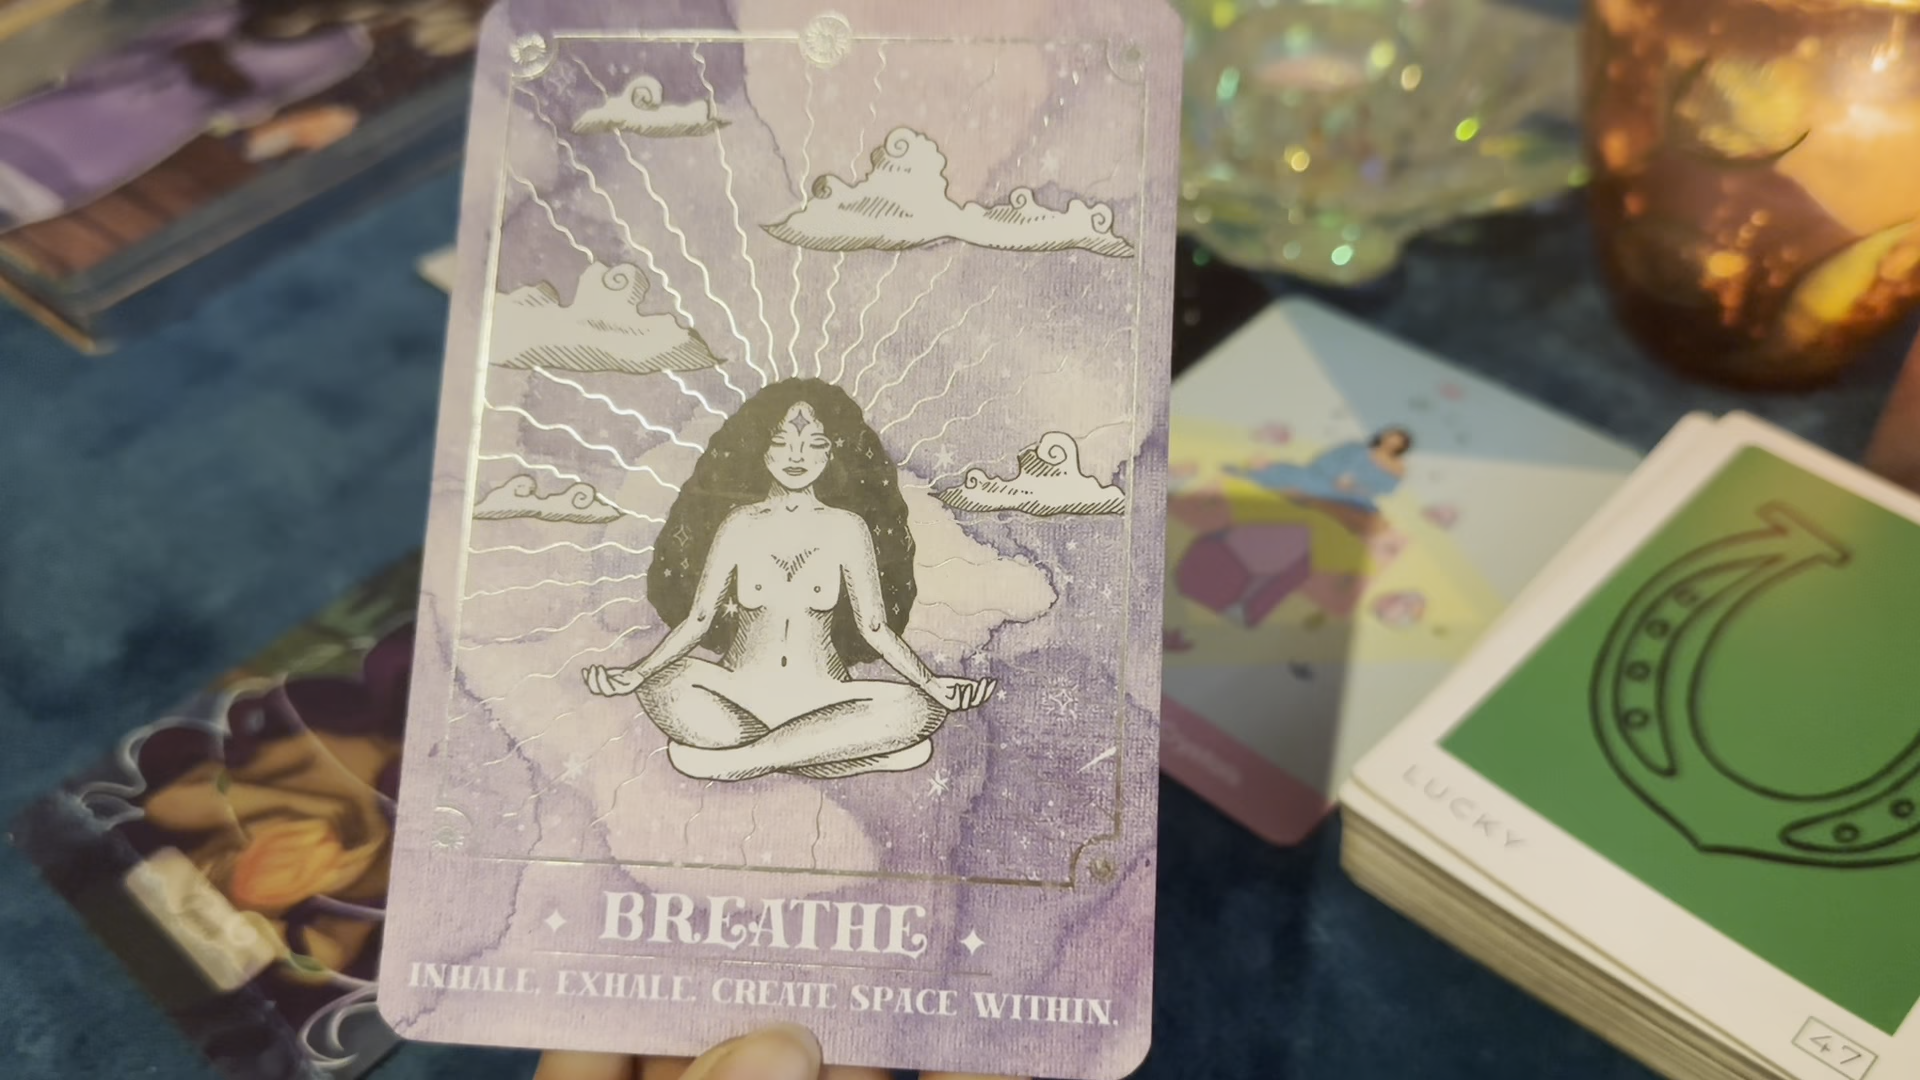 BREATHE
INHALE. EXHALE. CREATE SPACE WITHIN.
LUCKY
47